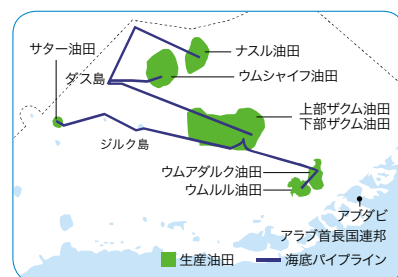 サター油田
ナスル油田
ダス島
ウムシャイフ油田
上部ザクム油田
下部ザクム油田
ジルク島
ウムアダルク油田
ウムルル油田
アブダビ
アラブ首長国連邦
生産油田
海底パイプライン